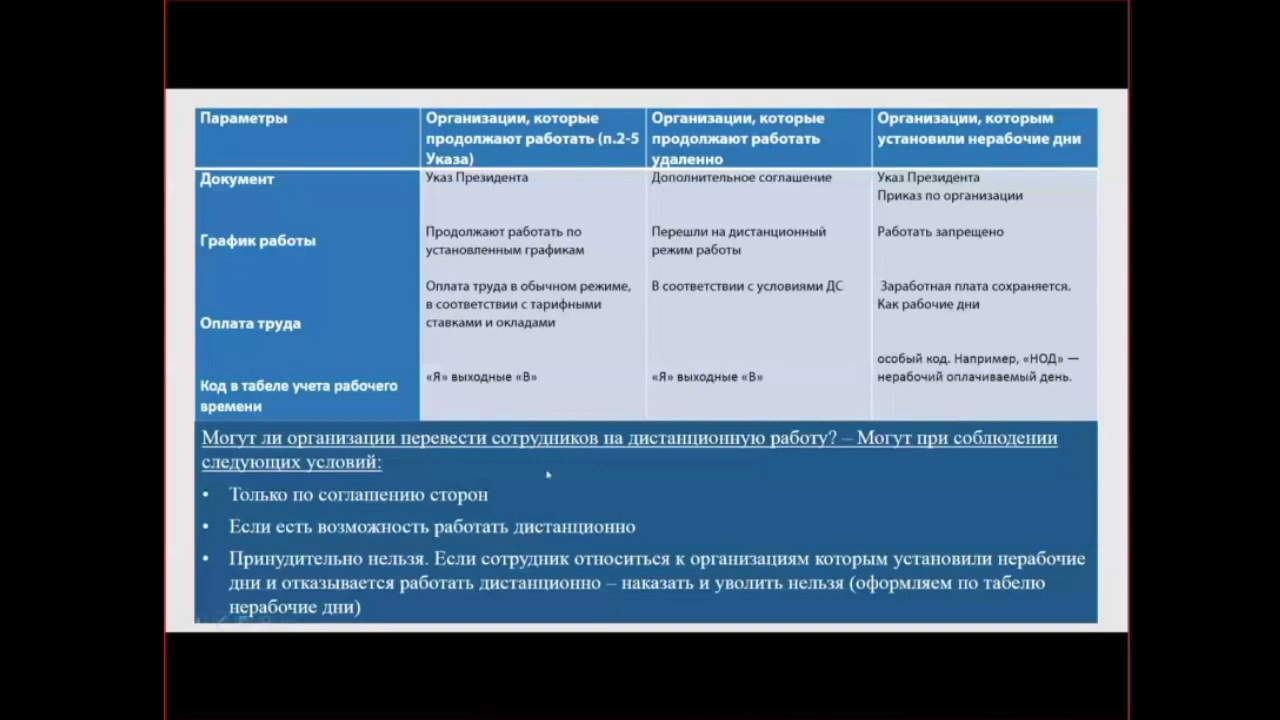 Параметры
Организации, которые
продолжают работать (п.2-5
Указа)
Организации, которые
продолжают работать
удаленно
Организации, которым
установили нерабочие дни
Документ
Указ Президента
Дополнительное соглашение
Указ Президента
Приказ по организации
График работы
Продолжают работать по
установленным графикам
Перешли на дистанционный
режим работы
Работать запрещено
Оплата труда
Оплата труда в обычном режиме,
в соответствии с тарифными
ставками и окладами
В соответствии с условиями ДС
Заработная плата сохраняется.
Как рабочие дни
Код в табеле учета рабочего
времени
«Я» выходные «В»
«Я» выходные «В»
особый код. Например, «НОД» —
нерабочий оплачиваемый день.
Могут ли организации перевести сотрудников на дистанционную работу? – Могут при соблюдении
следующих условий:
• Только по соглашению сторон
• Если есть возможность работать дистанционно
• Принудительно нельзя. Если сотрудник относиться к организациям которым установили нерабочие
дни и отказывается работать дистанционно – наказать и уволить нельзя (оформляем по табелю
нерабочие дни)